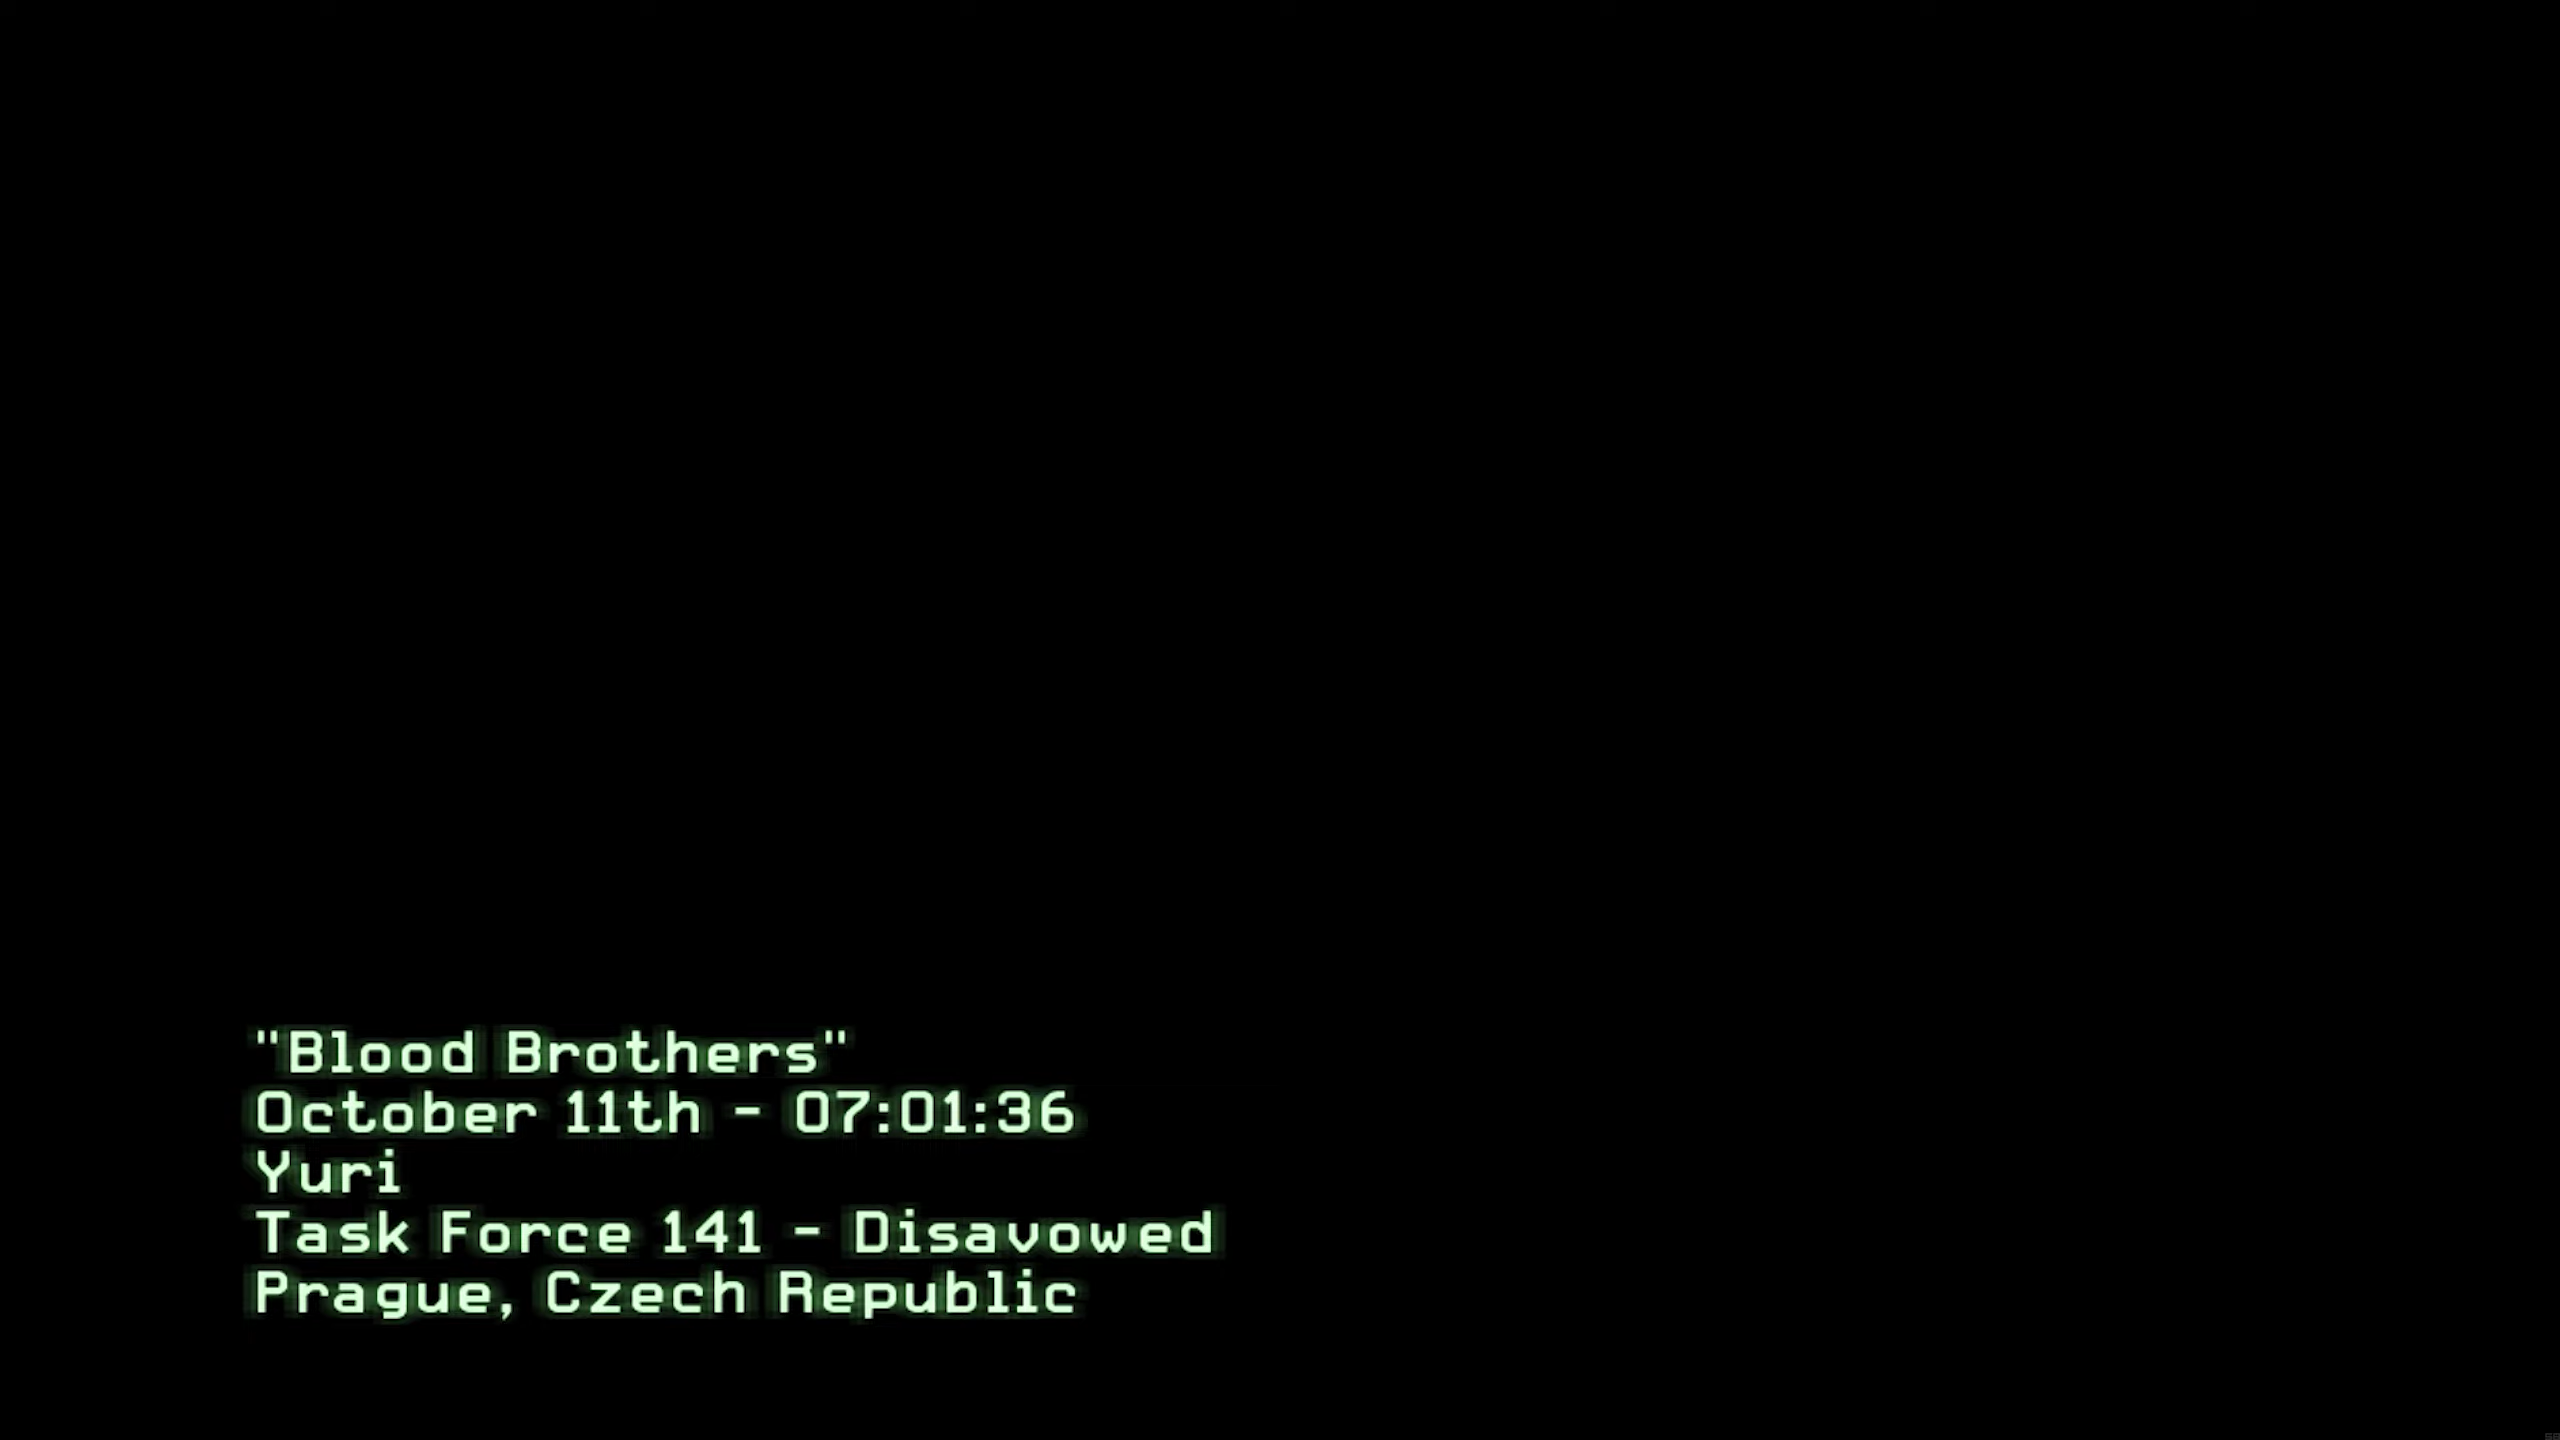 "Blood Brothers"
October 11th - 07:01:36
Yuri
Task Force 141 - Disavowed
Prague, Czech Republic